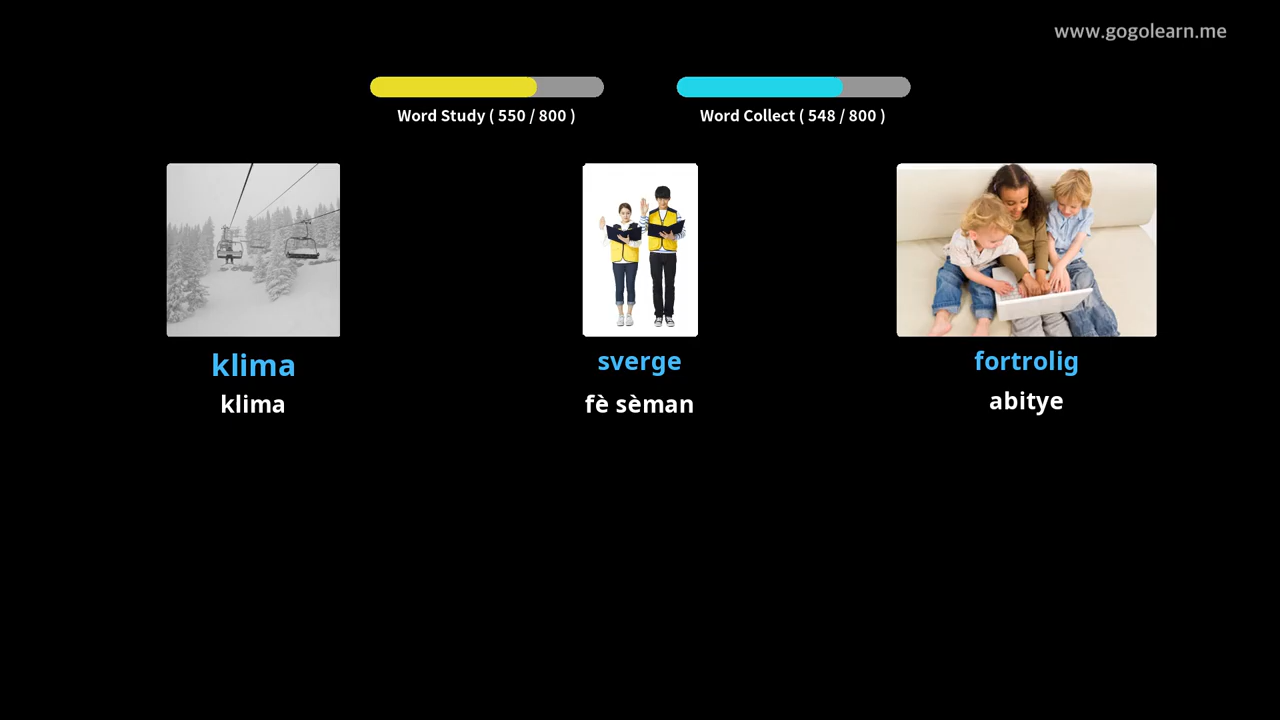 www.gogolearn.me
Word Study ( 550 / 800 )
Word Collect ( 548 / 800 )
klima
klima
sverge
fè sèman
fortrolig
abitye